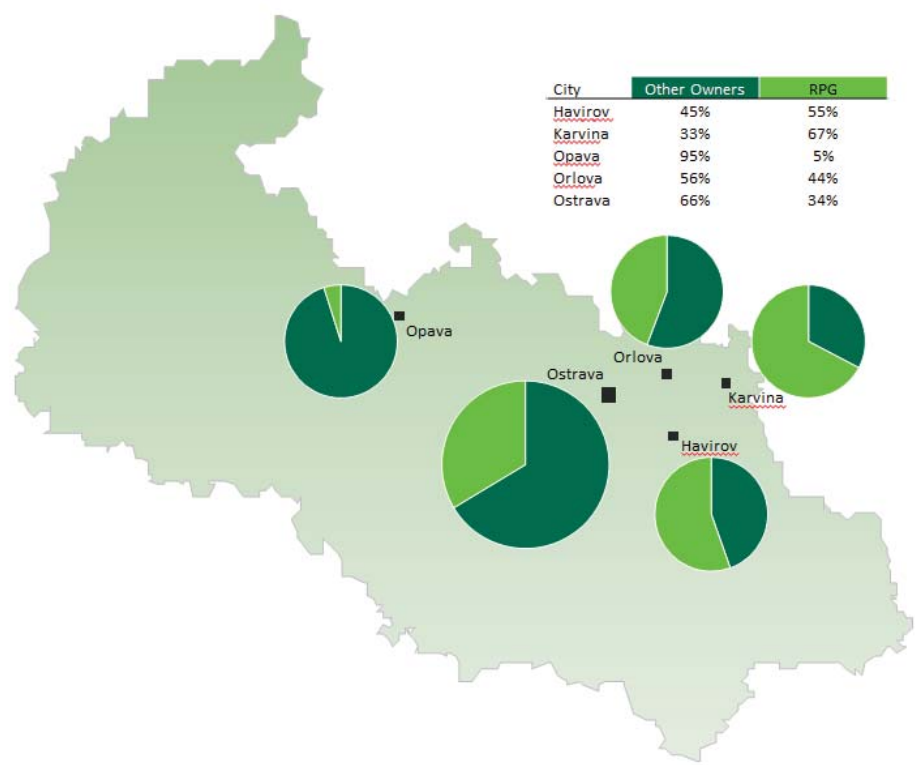 City Other Owners RPG
Havirov 45% 55%
Karvina 33% 67%
Opava 95% 5%
Orlova 56% 44%
Ostrava 66% 34%
Opava
Orlova
Ostrava
Karvina
Havirov